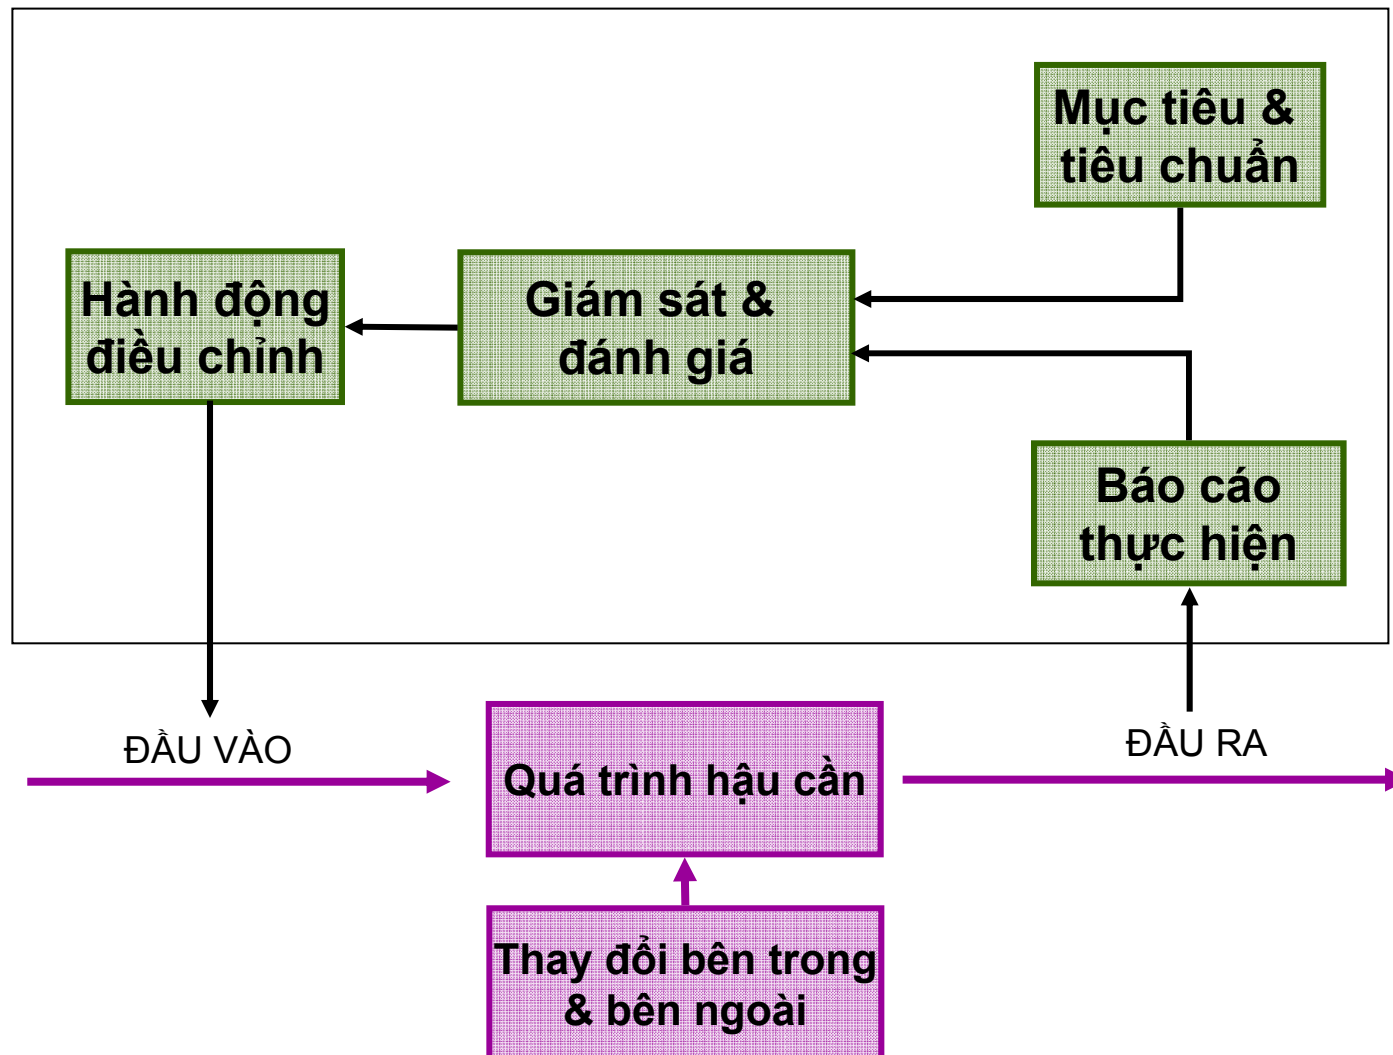 Mục tiêu &
tiêu chuẩn
Hành động
điều chỉnh
Giám sát &
đánh giá
Báo cáo
thực hiện
ĐẦU VÀO
Quá trình hậu cần
ĐẦU RA
Thay đổi bên trong
& bên ngoài